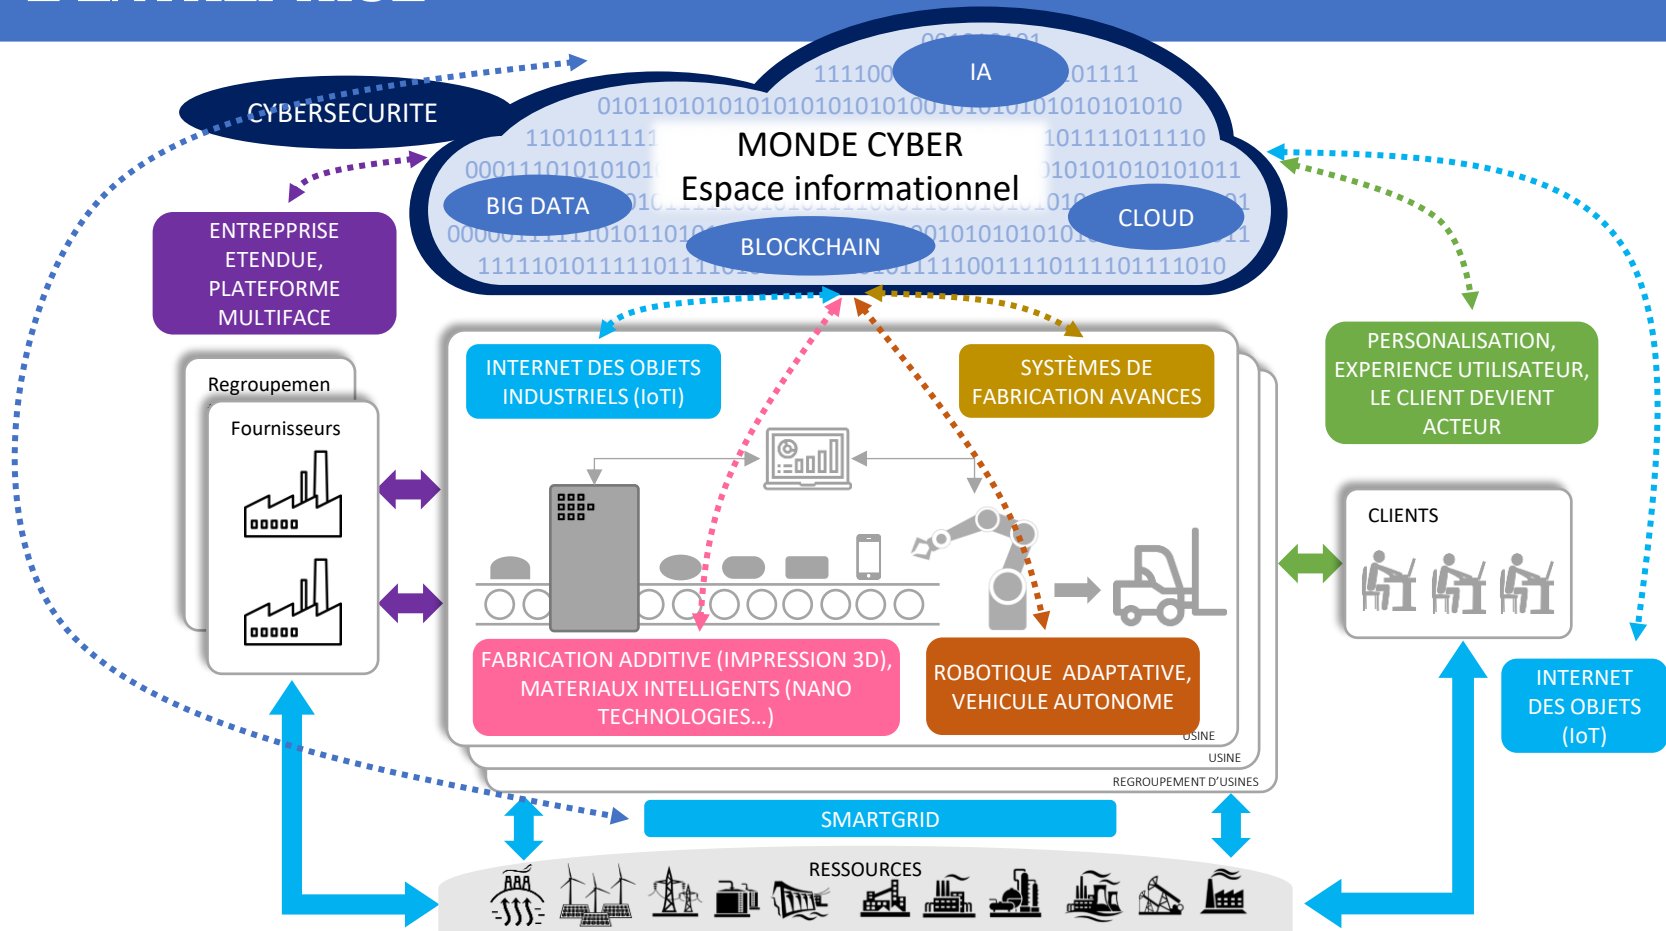 L'ENTREPRISE
IA
CYBERSECURITE
MONDE CYBER
Espace informationnel
BIG DATA
CLOUD
BLOCKCHAIN
ENTREPPRISE
ETENDUE,
PLATEFORME
MULTIFACE
INTERNET DES OBJETS
INDUSTRIELS (IoTI)
SYSTÈMES DE
FABRICATION AVANCES
PERSONALISATION,
EXPERIENCE UTILISATEUR,
LE CLIENT DEVIENT
ACTEUR
Regroupemen
Fournisseurs
CLIENTS
FABRICATION ADDITIVE (IMPRESSION 3D),
MATERIAUX INTELLIGENTS (NANO
TECHNOLOGIES...)
ROBOTIQUE ADAPTATIVE,
VEHICULE AUTONOME
INTERNET
DES OBJETS
(IoT)
USINE
USINE
REGROUPEMENT D'USINES
SMARTGRID
RESSOURCES